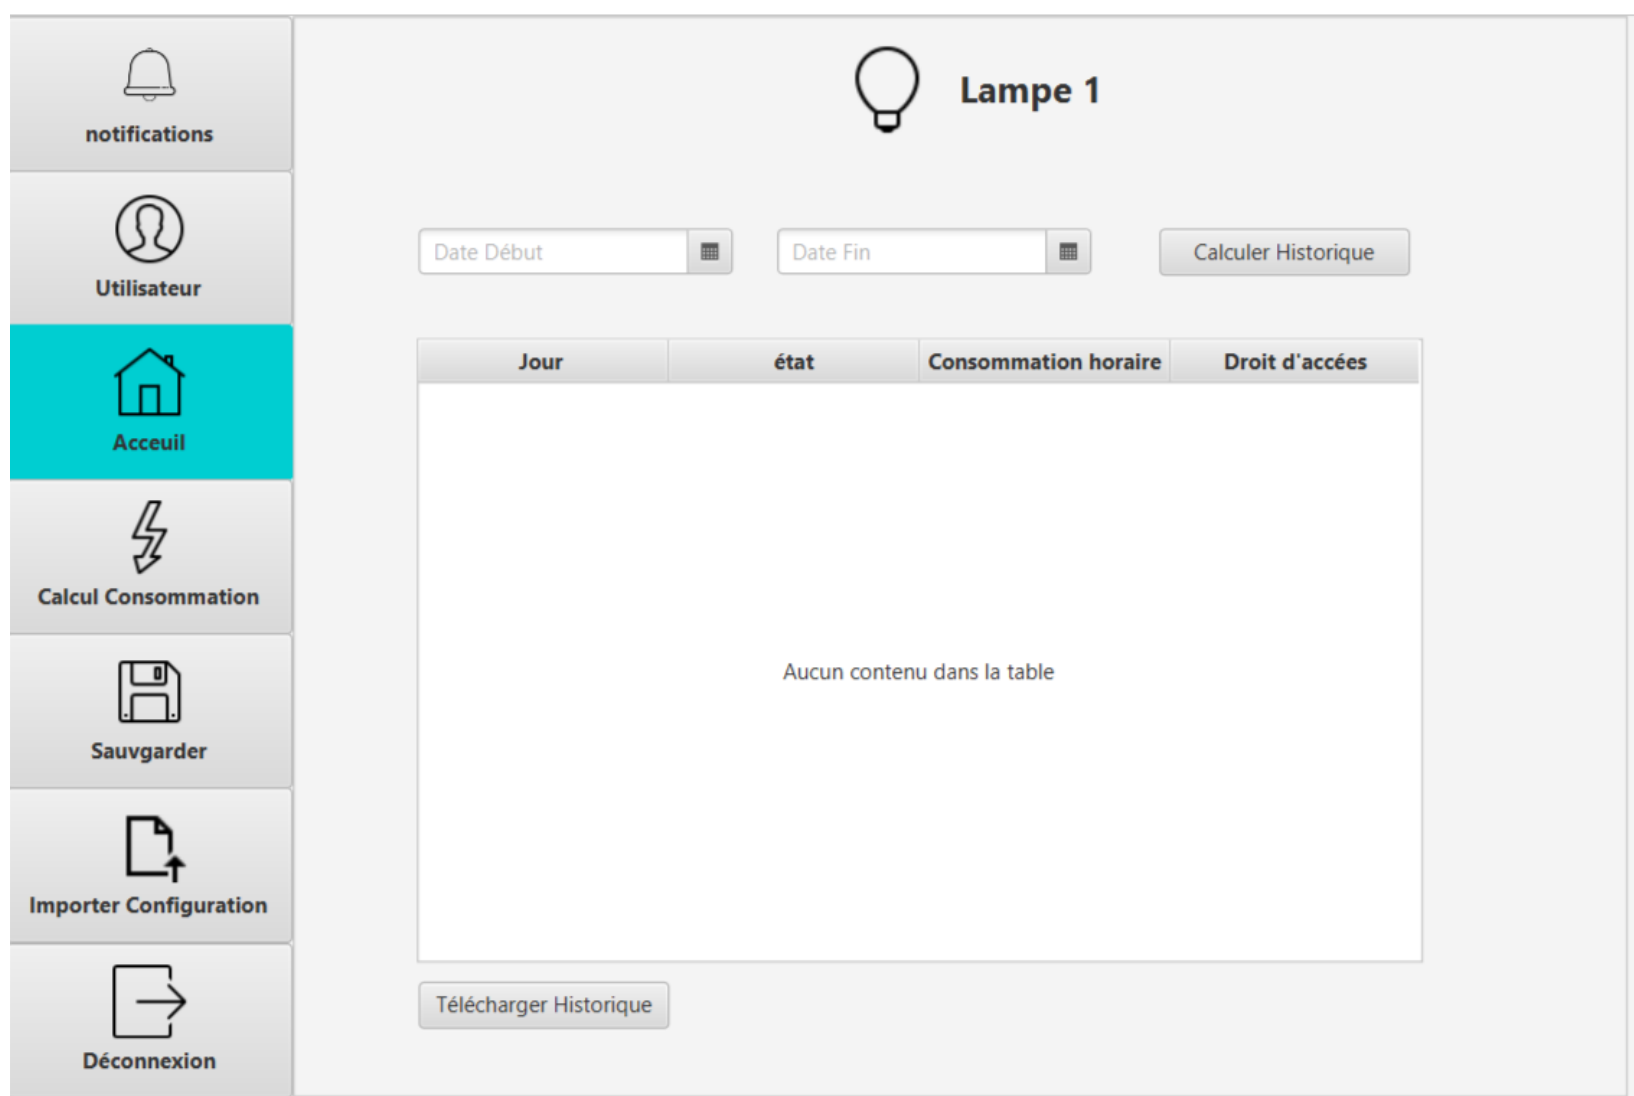 notifications
Utilisateur
Acceuil
Calcul Consommation
Sauvgarder
Importer Configuration
Déconnexion
Lampe 1
Date Début
Date Fin
Calculer Historique
Jour état Consommation horaire Droit d'accées
Aucun contenu dans la table
Télécharger Historique